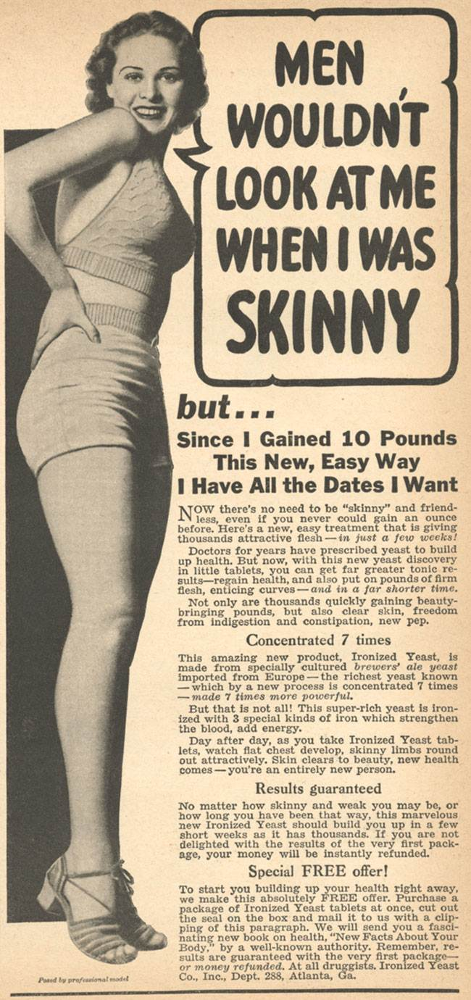 MEN
WOULDN'T
LOOK AT ME
WHEN I WAS
SKINNY
but...
Since I Gained 10 Pounds
This New, Easy Way
I Have All the Dates I Want
NOW there's no need to be "skinny" and friend-
less, even if you never could gain an ounce
before. Here's a new, easy treatment that is giving
thousands attractive flesh—in just a few weeks!
Doctors for years have prescribed yeast to build
up health. But now, with this new yeast discovery
in little tablets, you can get far greater tonic re-
sults—regain health, and also put on pounds of firm
flesh, enticing curves—and in a far shorter time.
Not only are thousands quickly gaining beauty-
bringing pounds, but also clear skin, freedom
from indigestion and constipation, new pep.
Concentrated 7 times
This amazing new product, Ironized Yeast, is
made from specially cultured brewers' ale yeast
imported from Europe—the richest yeast known
—which by a new process is concentrated 7 times
—made 7 times more powerful.
But that is not all! This super-rich yeast is iron-
ized with 3 special kinds of iron which strengthen
the blood, add energy.
Day after day, as you take Ironized Yeast tab-
lets, watch flat chest develop, skinny limbs round
out attractively. Skin clears to beauty, new health
comes—you're an entirely new person.
Results guaranteed
No matter how skinny and weak you may be, or
how long you have been that way, this marvelous
new Ironized Yeast should build you up in a few
short weeks as it has thousands. If you are not
delighted with the results of the very first pack-
age, your money will be instantly refunded.
Special FREE offer!
To start you building up your health right away,
we make this absolutely FREE offer. Purchase a
package of Ironized Yeast tablets at once, cut out
the seal on the box and mail it to us with a clip-
ping of this paragraph. We will send you a fasci-
nating new book on health, "New Facts About Your
Body," by a well-known authority. Remember, re-
sults are guaranteed with the very first package—
or money refunded. At all druggists. Ironized Yeast
Co., Inc., Dept. 288, Atlanta, Ga.
Posed by professional model